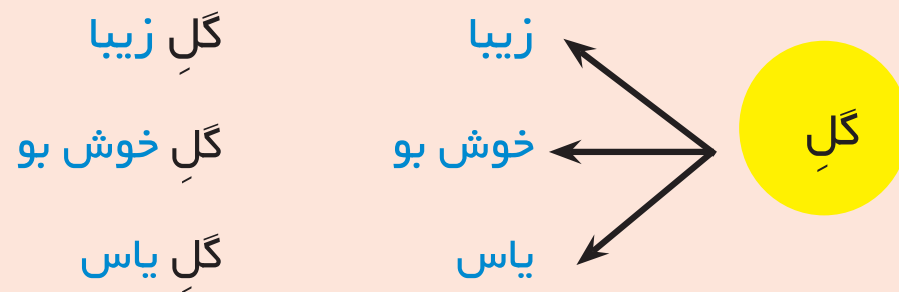 گلِ
زیبا
گلِ زیبا
خوش بو
گلِ خوش بو
یاس
گلِ یاس